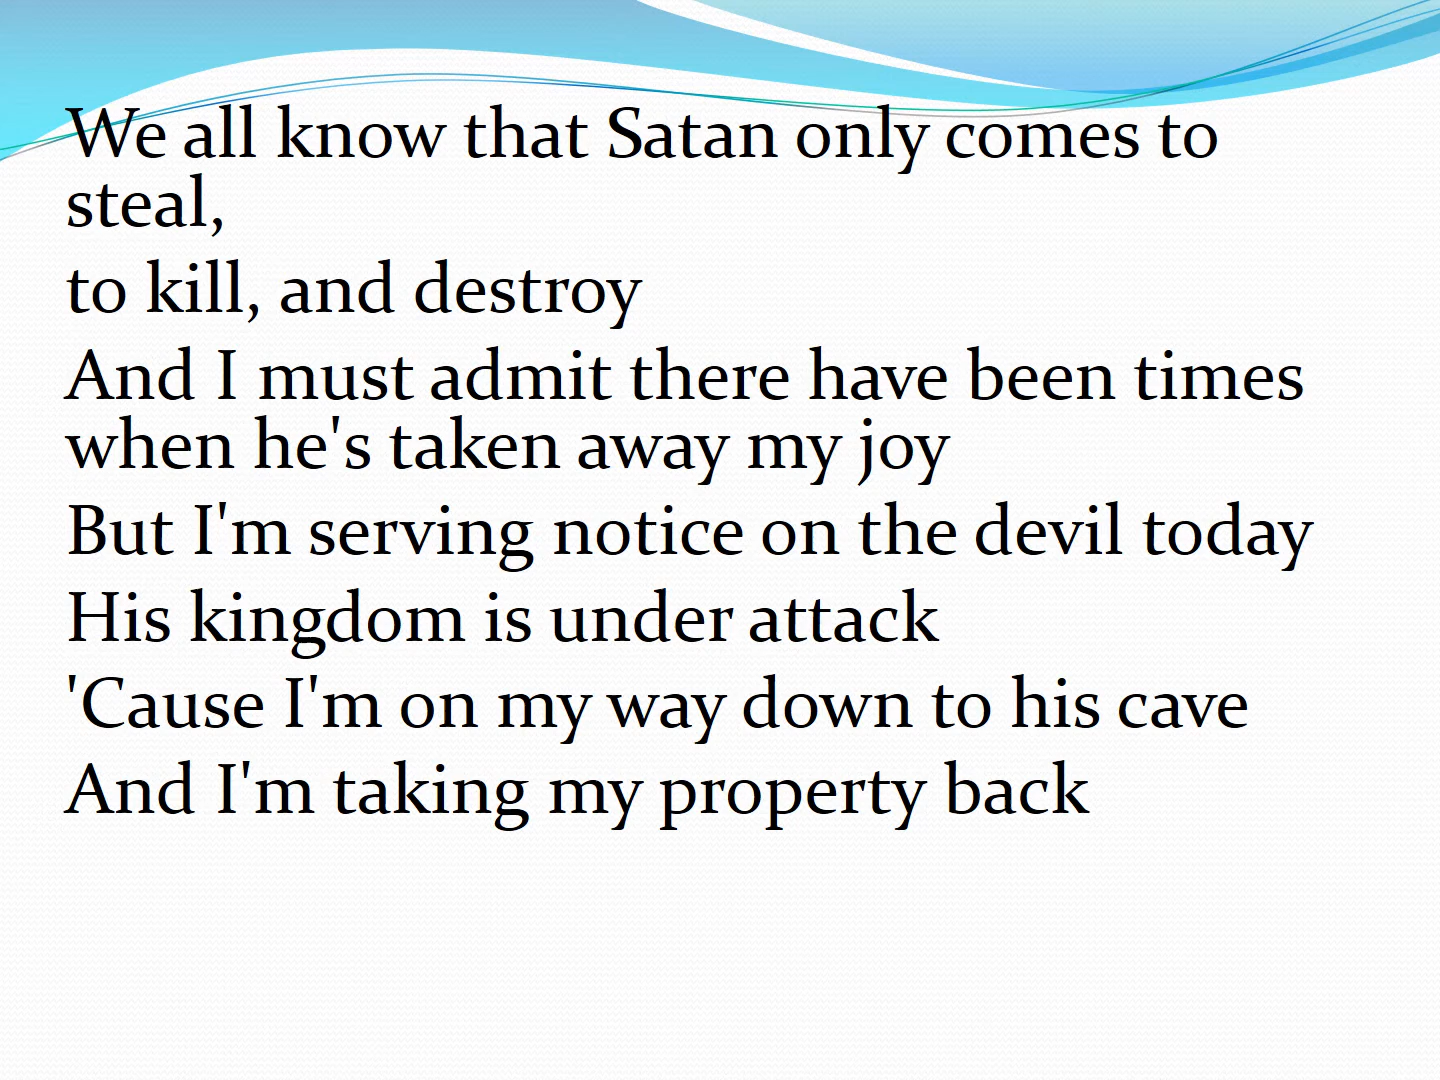 We all know that Satan only comes to
steal,
to kill, and destroy
And I must admit there have been times
when he's taken away my joy
But I'm serving notice on the devil today
His kingdom is under attack
'Cause I'm on my way down to his cave
And I'm taking my property back